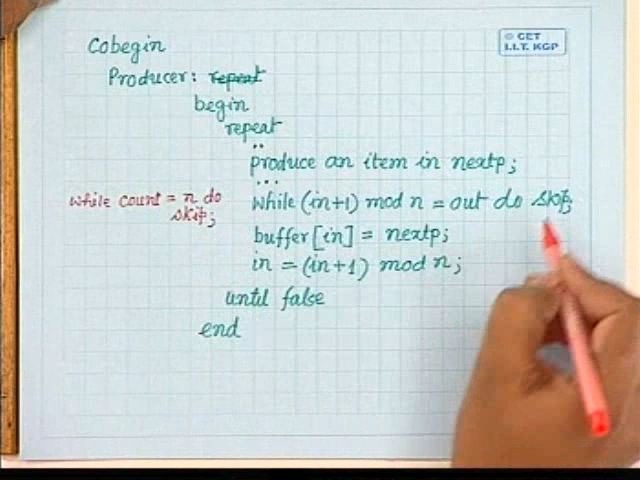 © CET
I.I.T. KGP
Cobegin
Producer: repeat
begin
repeat
..
produce an item in nextp;
...
while count = n do
skip;
while (in+1) mod n = out do skip;
buffer[in] = nextp;
in = (in+1) mod n;
until false
end